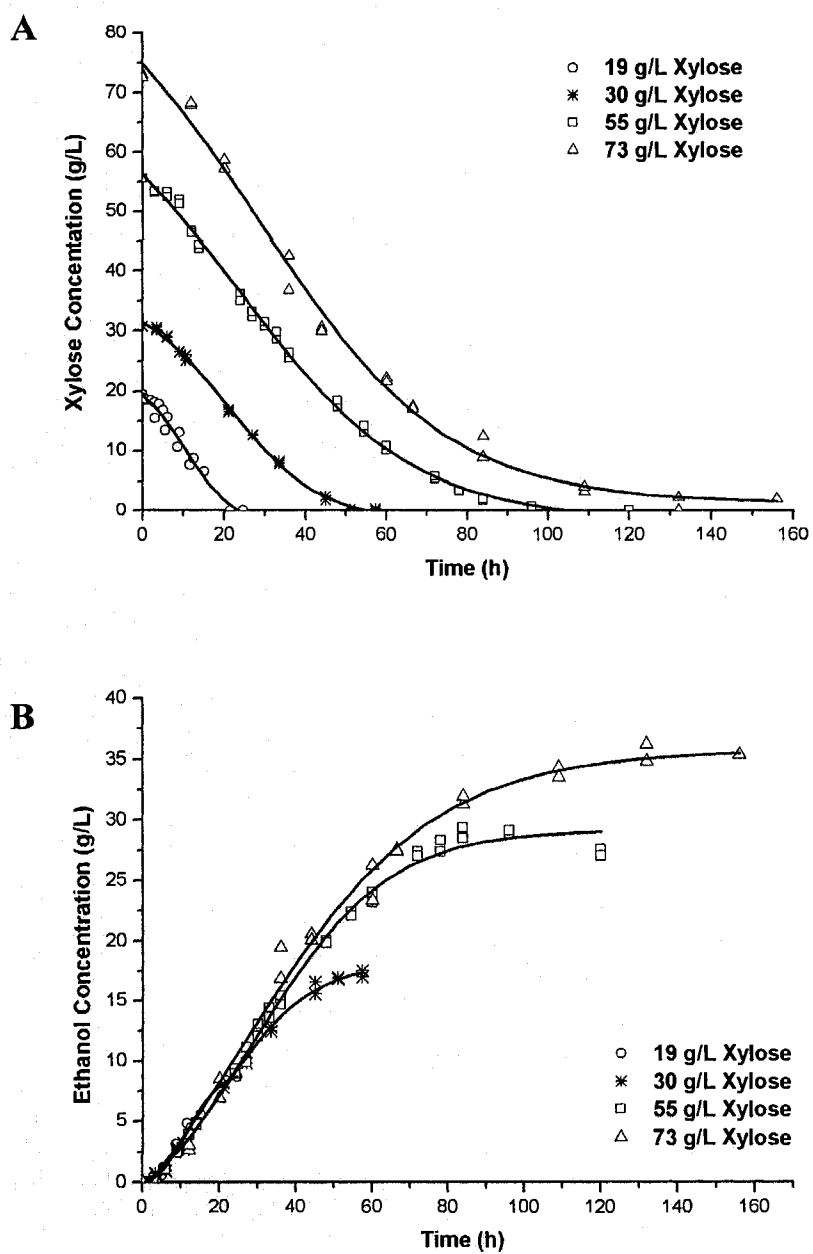 A
80
70
60
50
40
30
20
10
0
Xylose Concentation (g/L)
19 g/L Xylose
30 g/L Xylose
55 g/L Xylose
73 g/L Xylose
0 20 40 60 80 100 120 140 160
Time (h)
B
40
35
30
25
20
15
10
5
0
Ethanol Concentration (g/L)
19 g/L Xylose
30 g/L Xylose
55 g/L Xylose
73 g/L Xylose
0 20 40 60 80 100 120 140 160
Time (h)